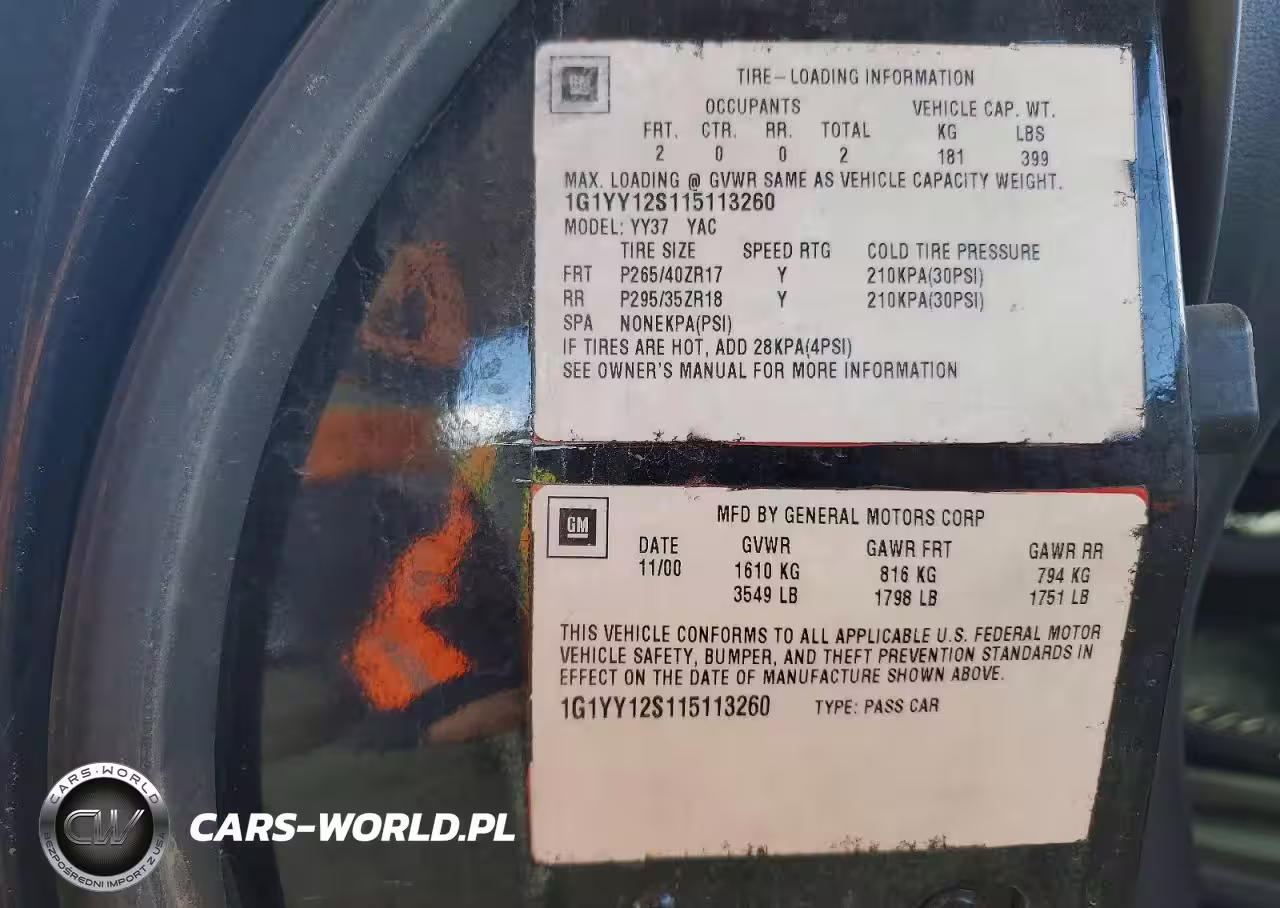 GM
TIRE-LOADING INFORMATION
OCCUPANTS VEHICLE CAP. WT.
FRT. CTR. RR. TOTAL KG LBS
2 0 0 2 181 399
MAX. LOADING @ GVWR SAME AS VEHICLE CAPACITY WEIGHT.
1G1YY12S115113260
MODEL: YY37 YAC
TIRE SIZE SPEED RTG COLD TIRE PRESSURE
FRT P265/40ZR17 Y 210KPA(30PSI)
RR P295/35ZR18 Y 210KPA(30PSI)
SPA NONEKPA(PSI)
IF TIRES ARE HOT, ADD 28KPA(4PSI)
SEE OWNER'S MANUAL FOR MORE INFORMATION
GM
MFD BY GENERAL MOTORS CORP
DATE GVWR GAWR FRT GAWR RR
11/00 1610 KG 816 KG 794 KG
3549 LB 1798 LB 1751 LB
THIS VEHICLE CONFORMS TO ALL APPLICABLE U.S. FEDERAL MOTOR
VEHICLE SAFETY, BUMPER, AND THEFT PREVENTION STANDARDS IN
EFFECT ON THE DATE OF MANUFACTURE SHOWN ABOVE.
1G1YY12S115113260 TYPE: PASS CAR
CARS-WORLD
CW
BEZPOŚREDNI IMPORT Z USA
CARS-WORLD.PL